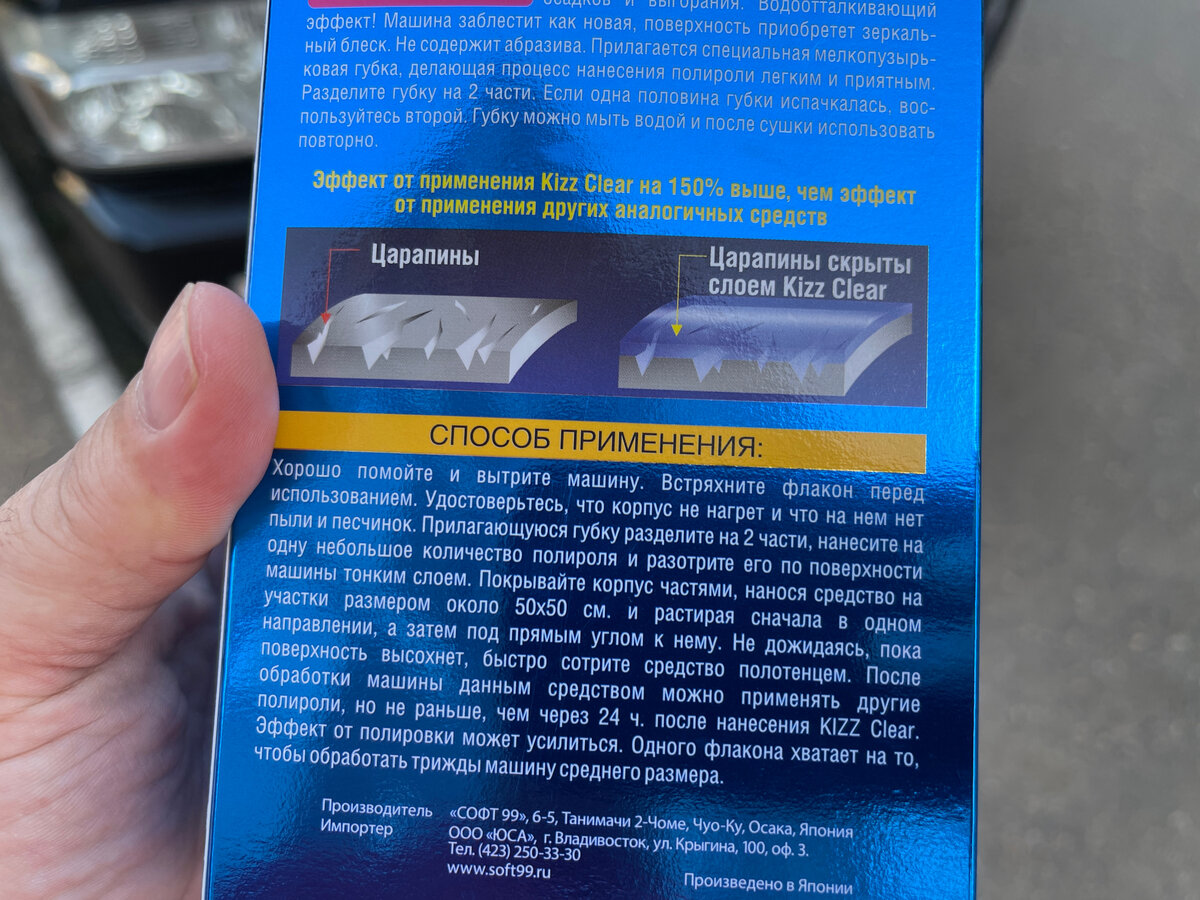 осадков и выгорания. Водоотталкивающий
эффект! Машина заблестит как новая, поверхность приобретет зеркаль-
ный блеск. Не содержит абразива. Прилагается специальная мелкопузырь-
ковая губка, делающая процесс нанесения полироли легким и приятным.
Разделите губку на 2 части. Если одна половина губки испачкалась, вос-
пользуйтесь второй. Губку можно мыть водой и после сушки использовать
повторно.
Эффект от применения Kizz Clear на 150% выше, чем эффект
от применения других аналогичных средств
Царапины
Царапины скрыты
слоем Kizz Clear
СПОСОБ ПРИМЕНЕНИЯ:
Хорошо помойте и вытрите машину. Встряхните флакон перед
использованием. Удостоверьтесь, что корпус не нагрет и что на нем нет
пыли и песчинок. Прилагающуюся губку разделите на 2 части, нанесите на
одну небольшое количество полироля и разотрите его по поверхности
машины тонким слоем. Покрывайте корпус частями, нанося средство на
участки размером около 50х50 см. и растирая сначала в одном
направлении, а затем под прямым углом к нему. Не дожидаясь, пока
поверхность высохнет, быстро сотрите средство полотенцем. После
обработки машины данным средством можно применять другие
полироли, но не раньше, чем через 24 ч. после нанесения KIZZ Clear.
Эффект от полировки может усилиться. Одного флакона хватает на то,
чтобы обработать трижды машину среднего размера.
Производитель «СОФТ 99», 6-5, Танимачи 2-Чоме, Чуо-Ку, Осака, Япония
Импортер ООО «ЮСА», г. Владивосток, ул. Крыгина, 100, оф. 3.
Тел. (423) 250-33-30
www.soft99.ru
Произведено в Японии